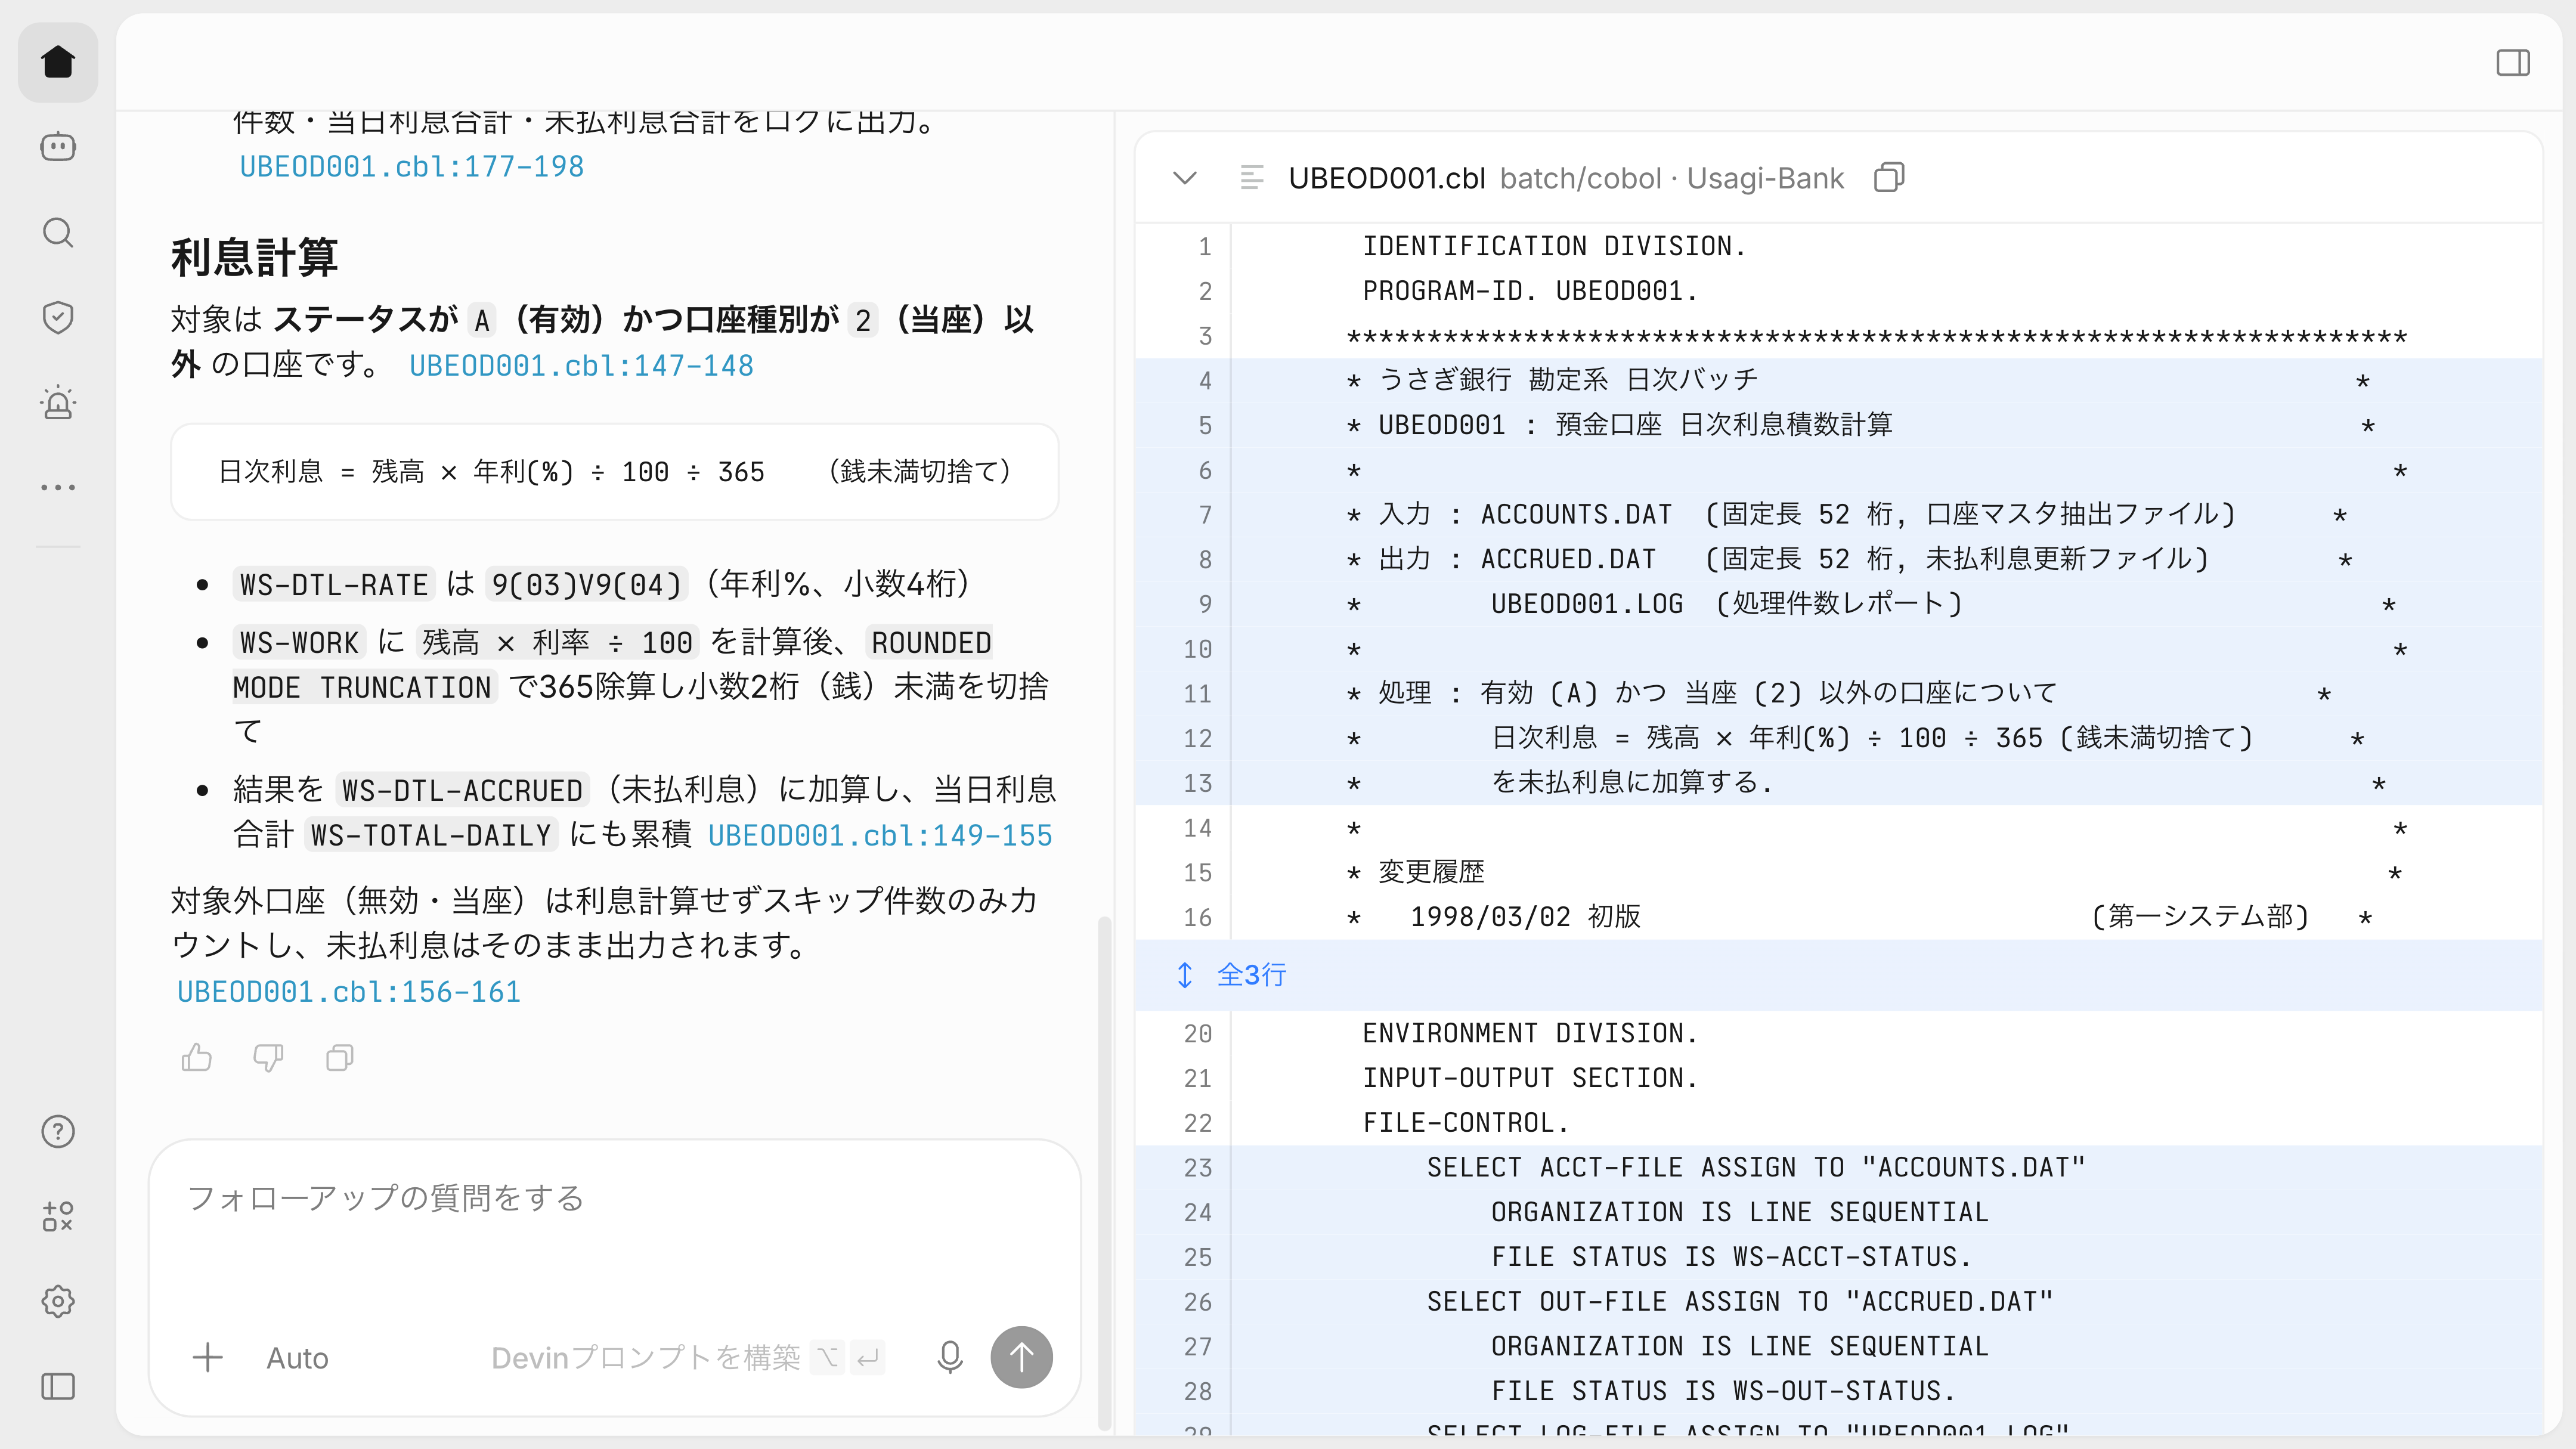 件数・当日利息合計・未払利息合計をログに出力。
UBEOD001.cbl:177-198
利息計算
対象は ステータスが A（有効）かつ口座種別が 2（当座）以
外 の口座です。 UBEOD001.cbl:147-148
日次利息 = 残高 × 年利(%) ÷ 100 ÷ 365 （銭未満切捨て）
• WS-DTL-RATE は 9(03)V9(04)（年利%、小数4桁）
• WS-WORK に 残高 × 利率 ÷ 100 を計算後、ROUNDED
MODE TRUNCATION で365除算し小数2桁（銭）未満を切捨
て
• 結果を WS-DTL-ACCRUED（未払利息）に加算し、当日利息
合計 WS-TOTAL-DAILY にも累積 UBEOD001.cbl:149-155
対象外口座（無効・当座）は利息計算せずスキップ件数のみカ
ウントし、未払利息はそのまま出力されます。
UBEOD001.cbl:156-161
フォローアップの質問をする
Auto
Devinプロンプトを構築 ⌥ ↵
UBEOD001.cbl batch/cobol · Usagi-Bank
1 IDENTIFICATION DIVISION.
2 PROGRAM-ID. UBEOD001.
3 ******************************************************************
4 * うさぎ銀行 勘定系 日次バッチ *
5 * UBEOD001 : 預金口座 日次利息積数計算 *
6 * *
7 * 入力 : ACCOUNTS.DAT (固定長 52 桁, 口座マスタ抽出ファイル) *
8 * 出力 : ACCRUED.DAT (固定長 52 桁, 未払利息更新ファイル) *
9 * UBEOD001.LOG (処理件数レポート) *
10 * *
11 * 処理 : 有効 (A) かつ 当座 (2) 以外の口座について *
12 * 日次利息 = 残高 × 年利(%) ÷ 100 ÷ 365 (銭未満切捨て) *
13 * を未払利息に加算する. *
14 * *
15 * 変更履歴 *
16 * 1998/03/02 初版 (第一システム部) *
全3行
20 ENVIRONMENT DIVISION.
21 INPUT-OUTPUT SECTION.
22 FILE-CONTROL.
23 SELECT ACCT-FILE ASSIGN TO "ACCOUNTS.DAT"
24 ORGANIZATION IS LINE SEQUENTIAL
25 FILE STATUS IS WS-ACCT-STATUS.
26 SELECT OUT-FILE ASSIGN TO "ACCRUED.DAT"
27 ORGANIZATION IS LINE SEQUENTIAL
28 FILE STATUS IS WS-OUT-STATUS.
29 SELECT LOG-FILE ASSIGN TO "UBEOD001.LOG"